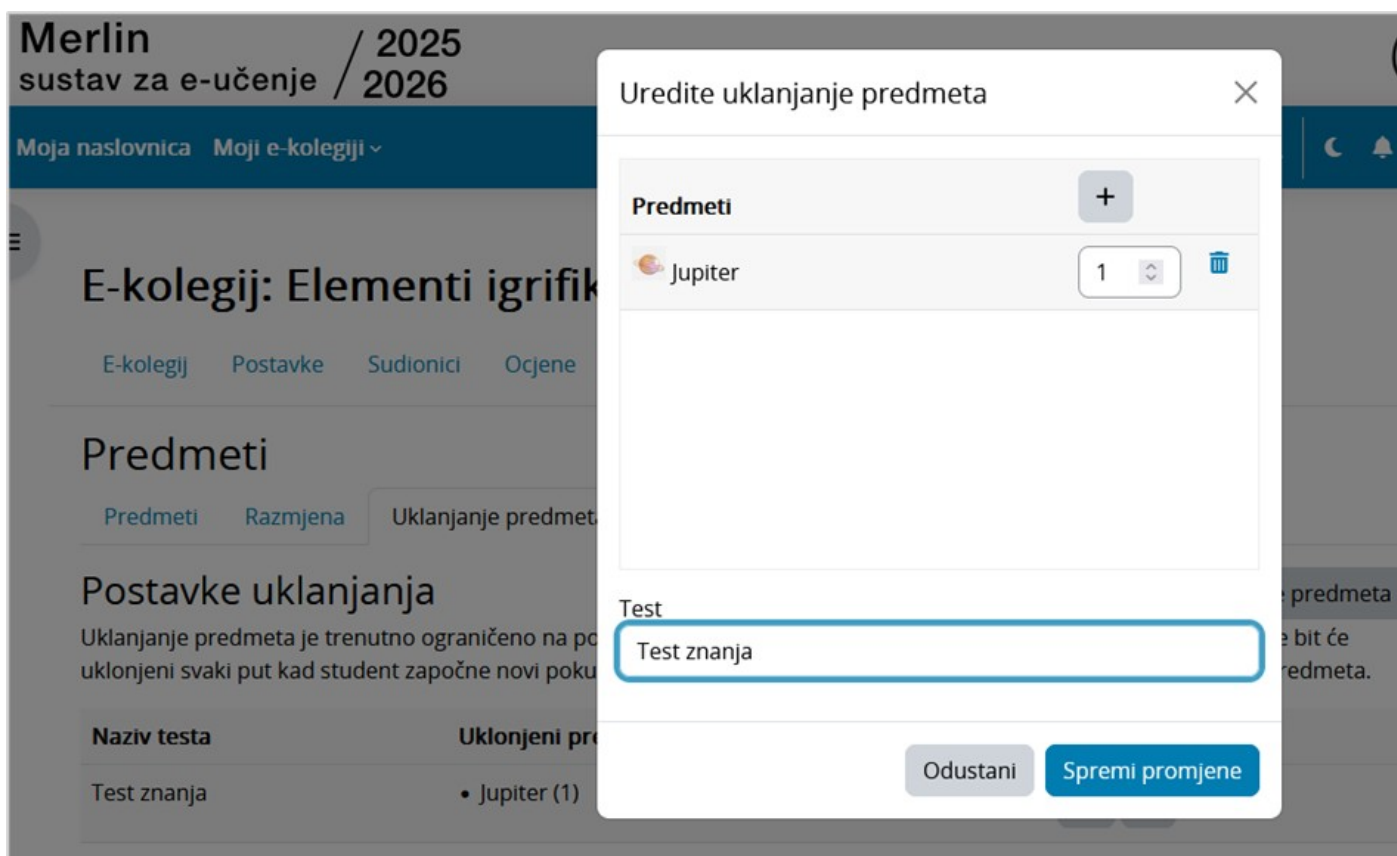 Merlin
sustav za e-učenje / 2025
2026
Moja naslovnica Moji e-kolegiji
E-kolegij: Elementi igrifik
E-kolegij Postavke Sudionici Ocjene
Predmeti
Predmeti Razmjena Uklanjanje predmeta
Postavke uklanjanja
Uklanjanje predmeta je trenutno ograničeno na po
uklonjeni svaki put kad student započne novi poku
Naziv testa Uklonjeni pre
Test znanja • Jupiter (1)
Uredite uklanjanje predmeta
Predmeti +
Jupiter 1
Test
Test znanja
Odustani Spremi promjene
predmeta
e bit će
redmeta.